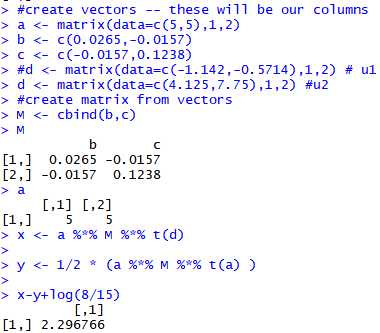 > #create vectors -- these will be our columns
> a <- matrix(data=c(5,5),1,2)
> b <- c(0.0265,-0.0157)
> c <- c(-0.0157,0.1238)
> #d <- matrix(data=c(-1.142,-0.5714),1,2) # u1
> d <- matrix(data=c(4.125,7.75),1,2) #u2
> #create matrix from vectors
> M <- cbind(b,c)
> M
b c
[1,] 0.0265 -0.0157
[2,] -0.0157 0.1238
> a
[,1] [,2]
[1,] 5 5
> x <- a %*% M %*% t(d)
>
> y <- 1/2 * (a %*% M %*% t(a) )
>
> x-y+log(8/15)
[,1]
[1,] 2.296766